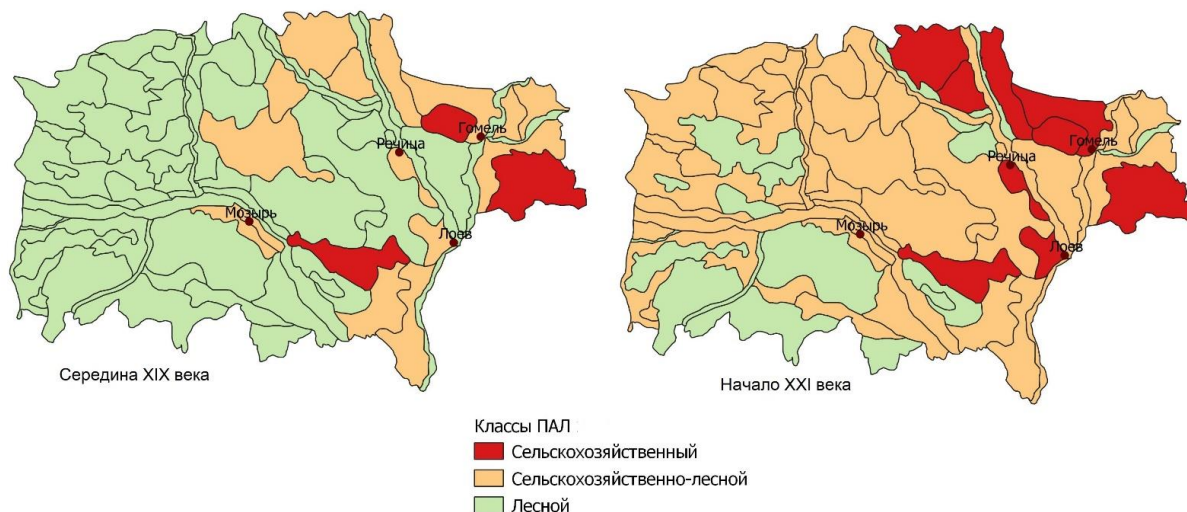 Гомель
Речица
Мозырь
Лоев
Середина XIX века
Гомель
Речица
Мозырь
Лоев
Начало XXI века
Классы ПАЛ
Сельскохозяйственный
Сельскохозяйственно-лесной
Лесной